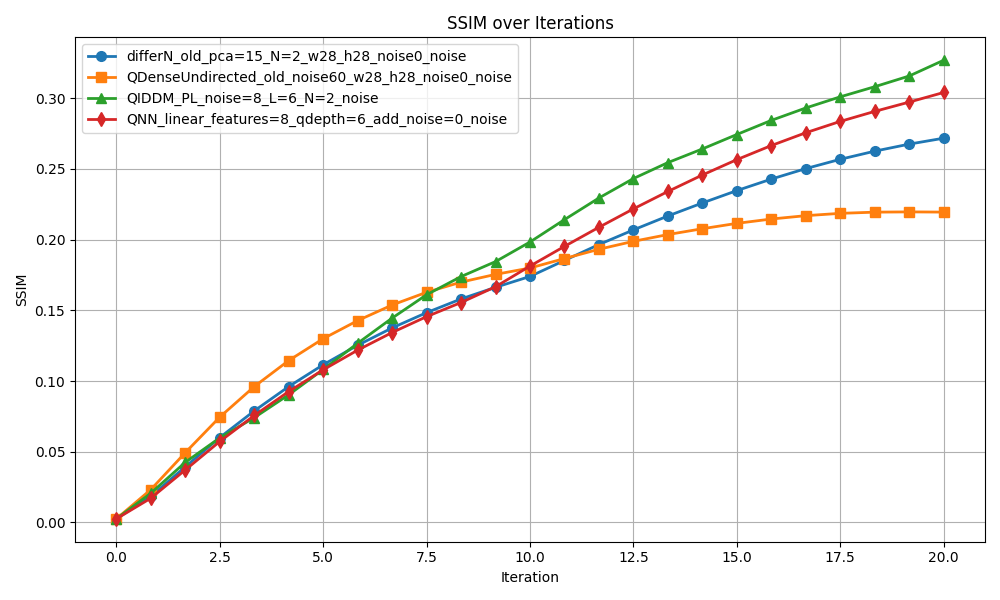 SSIM over Iterations
differN_old_pca=15_N=2_w28_h28_noise0_noise
QDenseUndirected_old_noise60_w28_h28_noise0_noise
QIDDM_PL_noise=8_L=6_N=2_noise
QNN_linear_features=8_qdepth=6_add_noise=0_noise
SSIM
0.30
0.25
0.20
0.15
0.10
0.05
0.00
0.0 2.5 5.0 7.5 10.0 12.5 15.0 17.5 20.0
Iteration